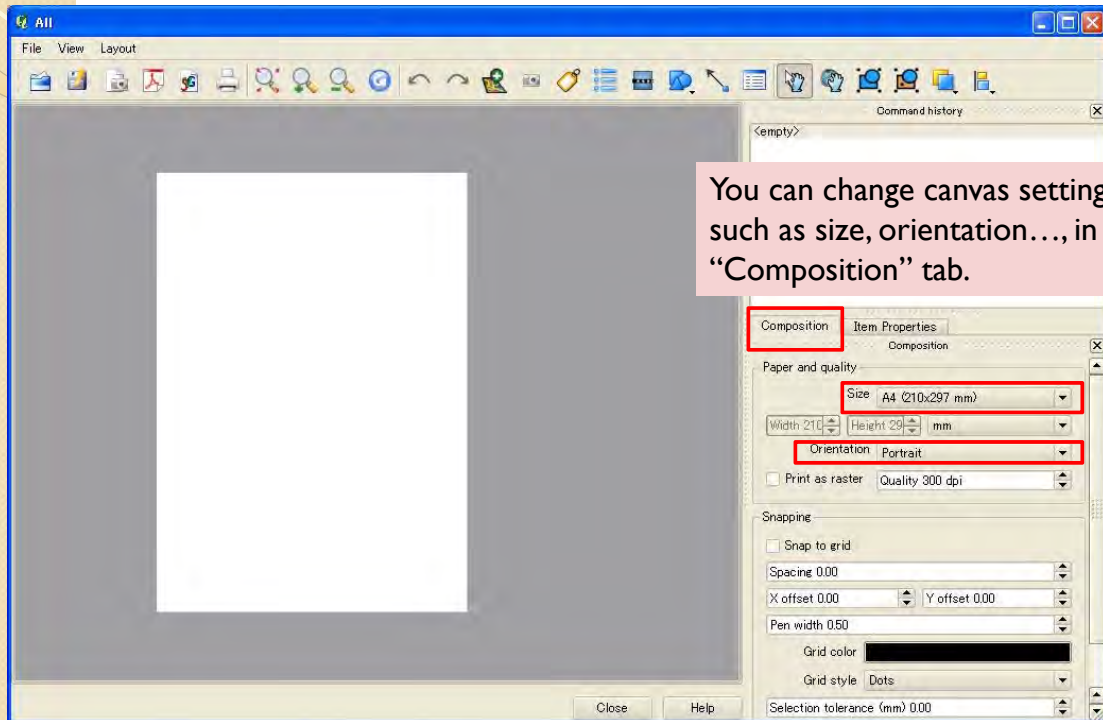 All
File View Layout
Command history
<empty>
You can change canvas setting
such as size, orientation…, in
“Composition” tab.
Composition Item Properties
Composition
Paper and quality
Size A4 (210x297 mm)
Width 210 Height 29 mm
Orientation Portrait
Print as raster Quality 300 dpi
Snapping
Snap to grid
Spacing 0.00
X offset 0.00 Y offset 0.00
Pen width 0.50
Grid color
Grid style Dots
Close Help Selection tolerance (mm) 0.00